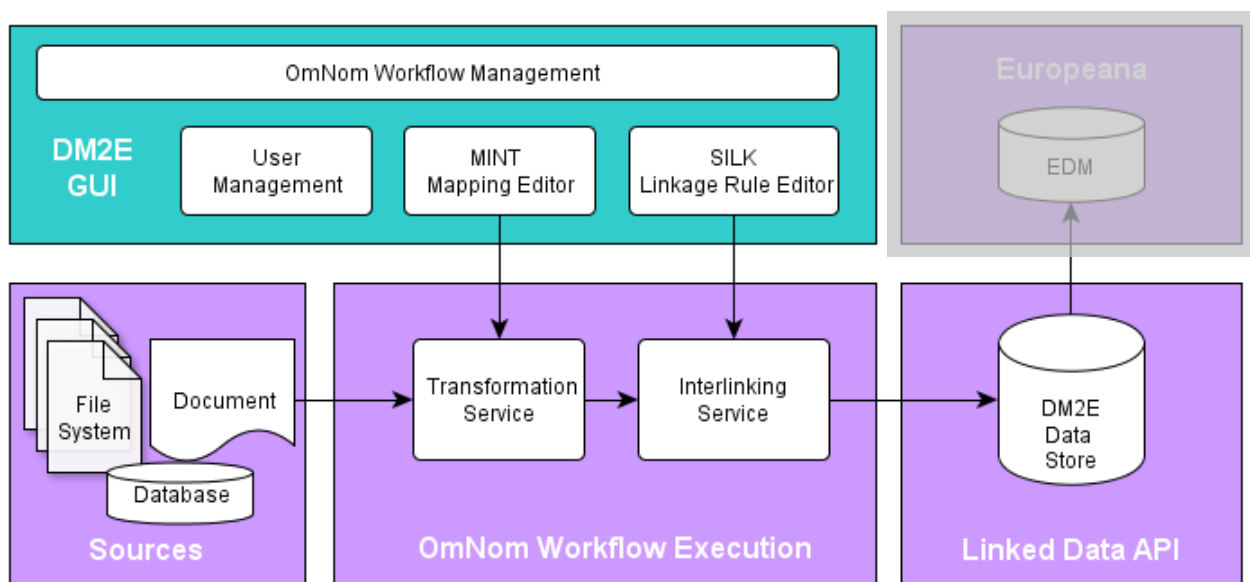 OmNom Workflow Management
DM2E
GUI
User
Management
MINT
Mapping Editor
SILK
Linkage Rule Editor
Europeana
EDM
File
System
Document
Database
Sources
Transformation
Service
Interlinking
Service
OmNom Workflow Execution
DM2E
Data
Store
Linked Data API